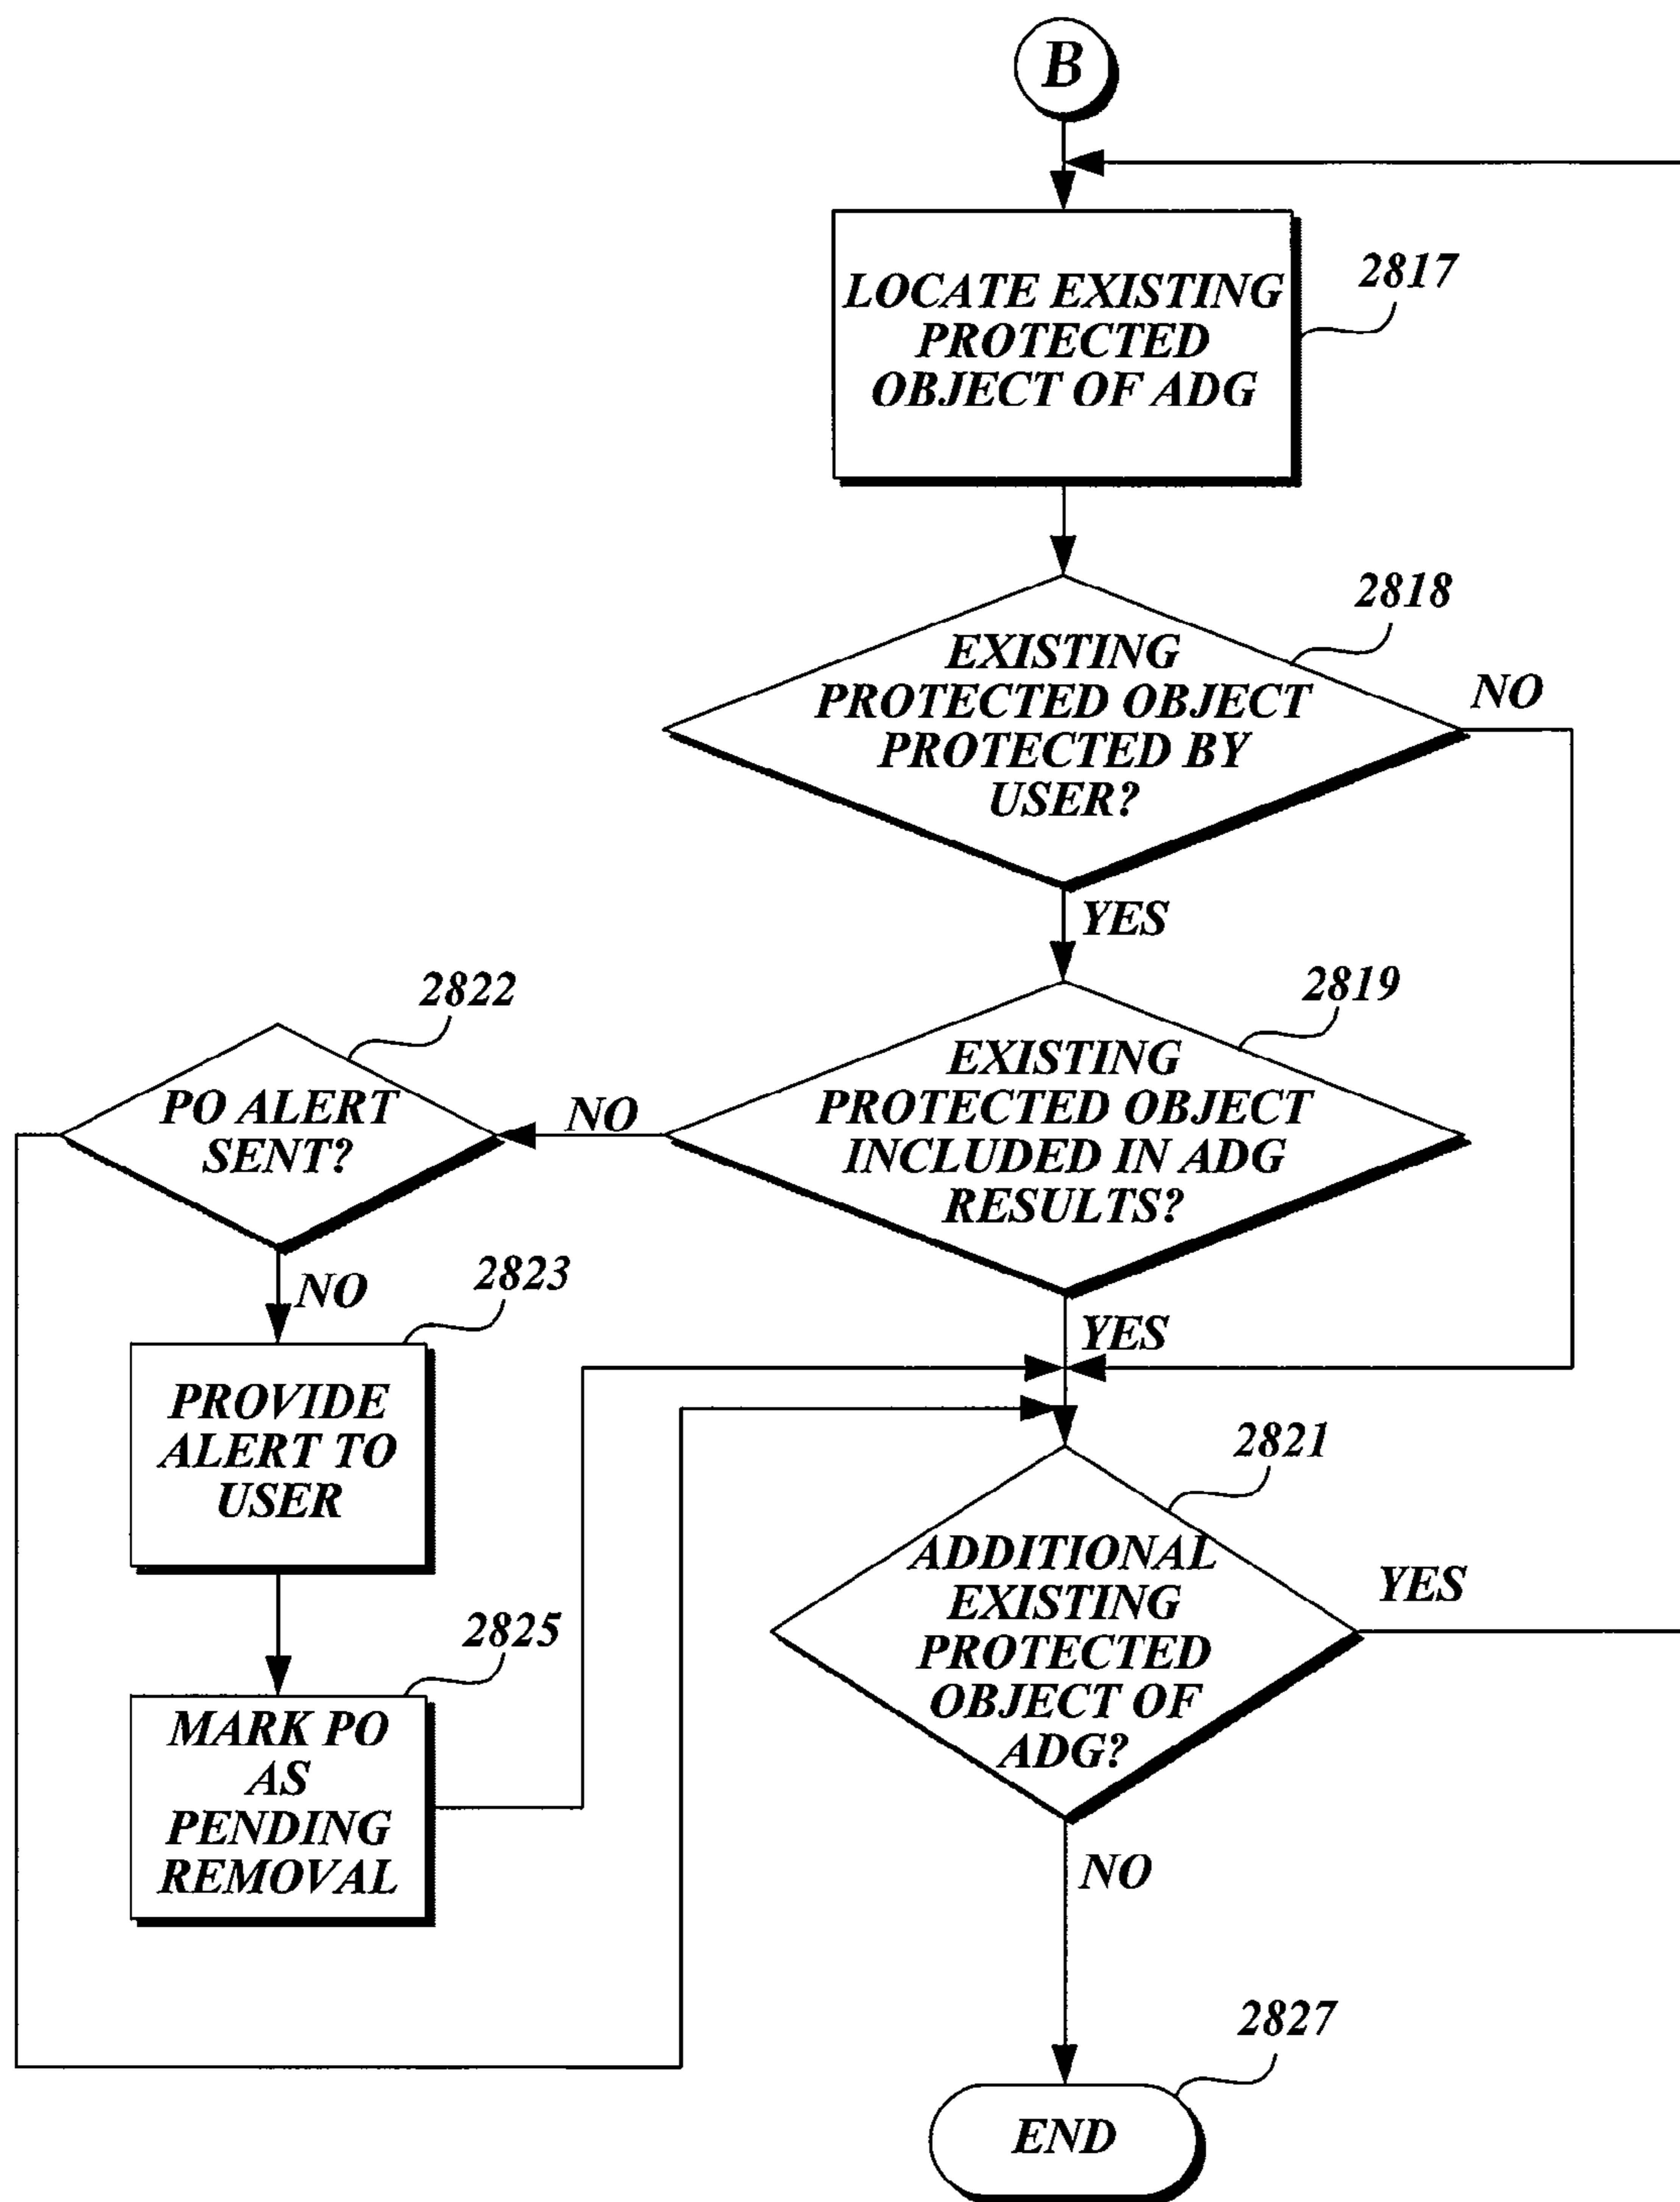 B
LOCATE EXISTING
PROTECTED
OBJECT OF ADG
2817
2818
EXISTING
PROTECTED OBJECT
PROTECTED BY
USER?
NO
YES
2822
PO ALERT
SENT?
NO
2819
EXISTING
PROTECTED OBJECT
INCLUDED IN ADG
RESULTS?
NO
2823
YES
PROVIDE
ALERT TO
USER
2821
ADDITIONAL
EXISTING
PROTECTED
OBJECT OF
ADG?
YES
2825
MARK PO
AS
PENDING
REMOVAL
NO
2827
END